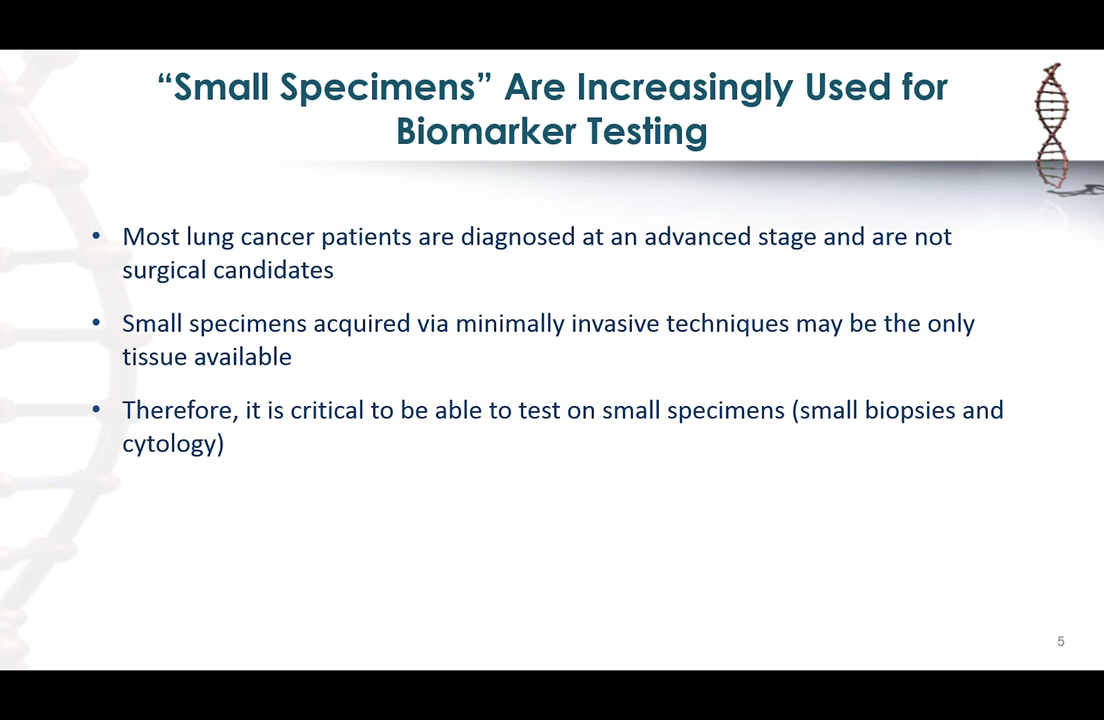 “Small Specimens” Are Increasingly Used for
Biomarker Testing
• Most lung cancer patients are diagnosed at an advanced stage and are not
surgical candidates
• Small specimens acquired via minimally invasive techniques may be the only
tissue available
• Therefore, it is critical to be able to test on small specimens (small biopsies and
cytology)
5